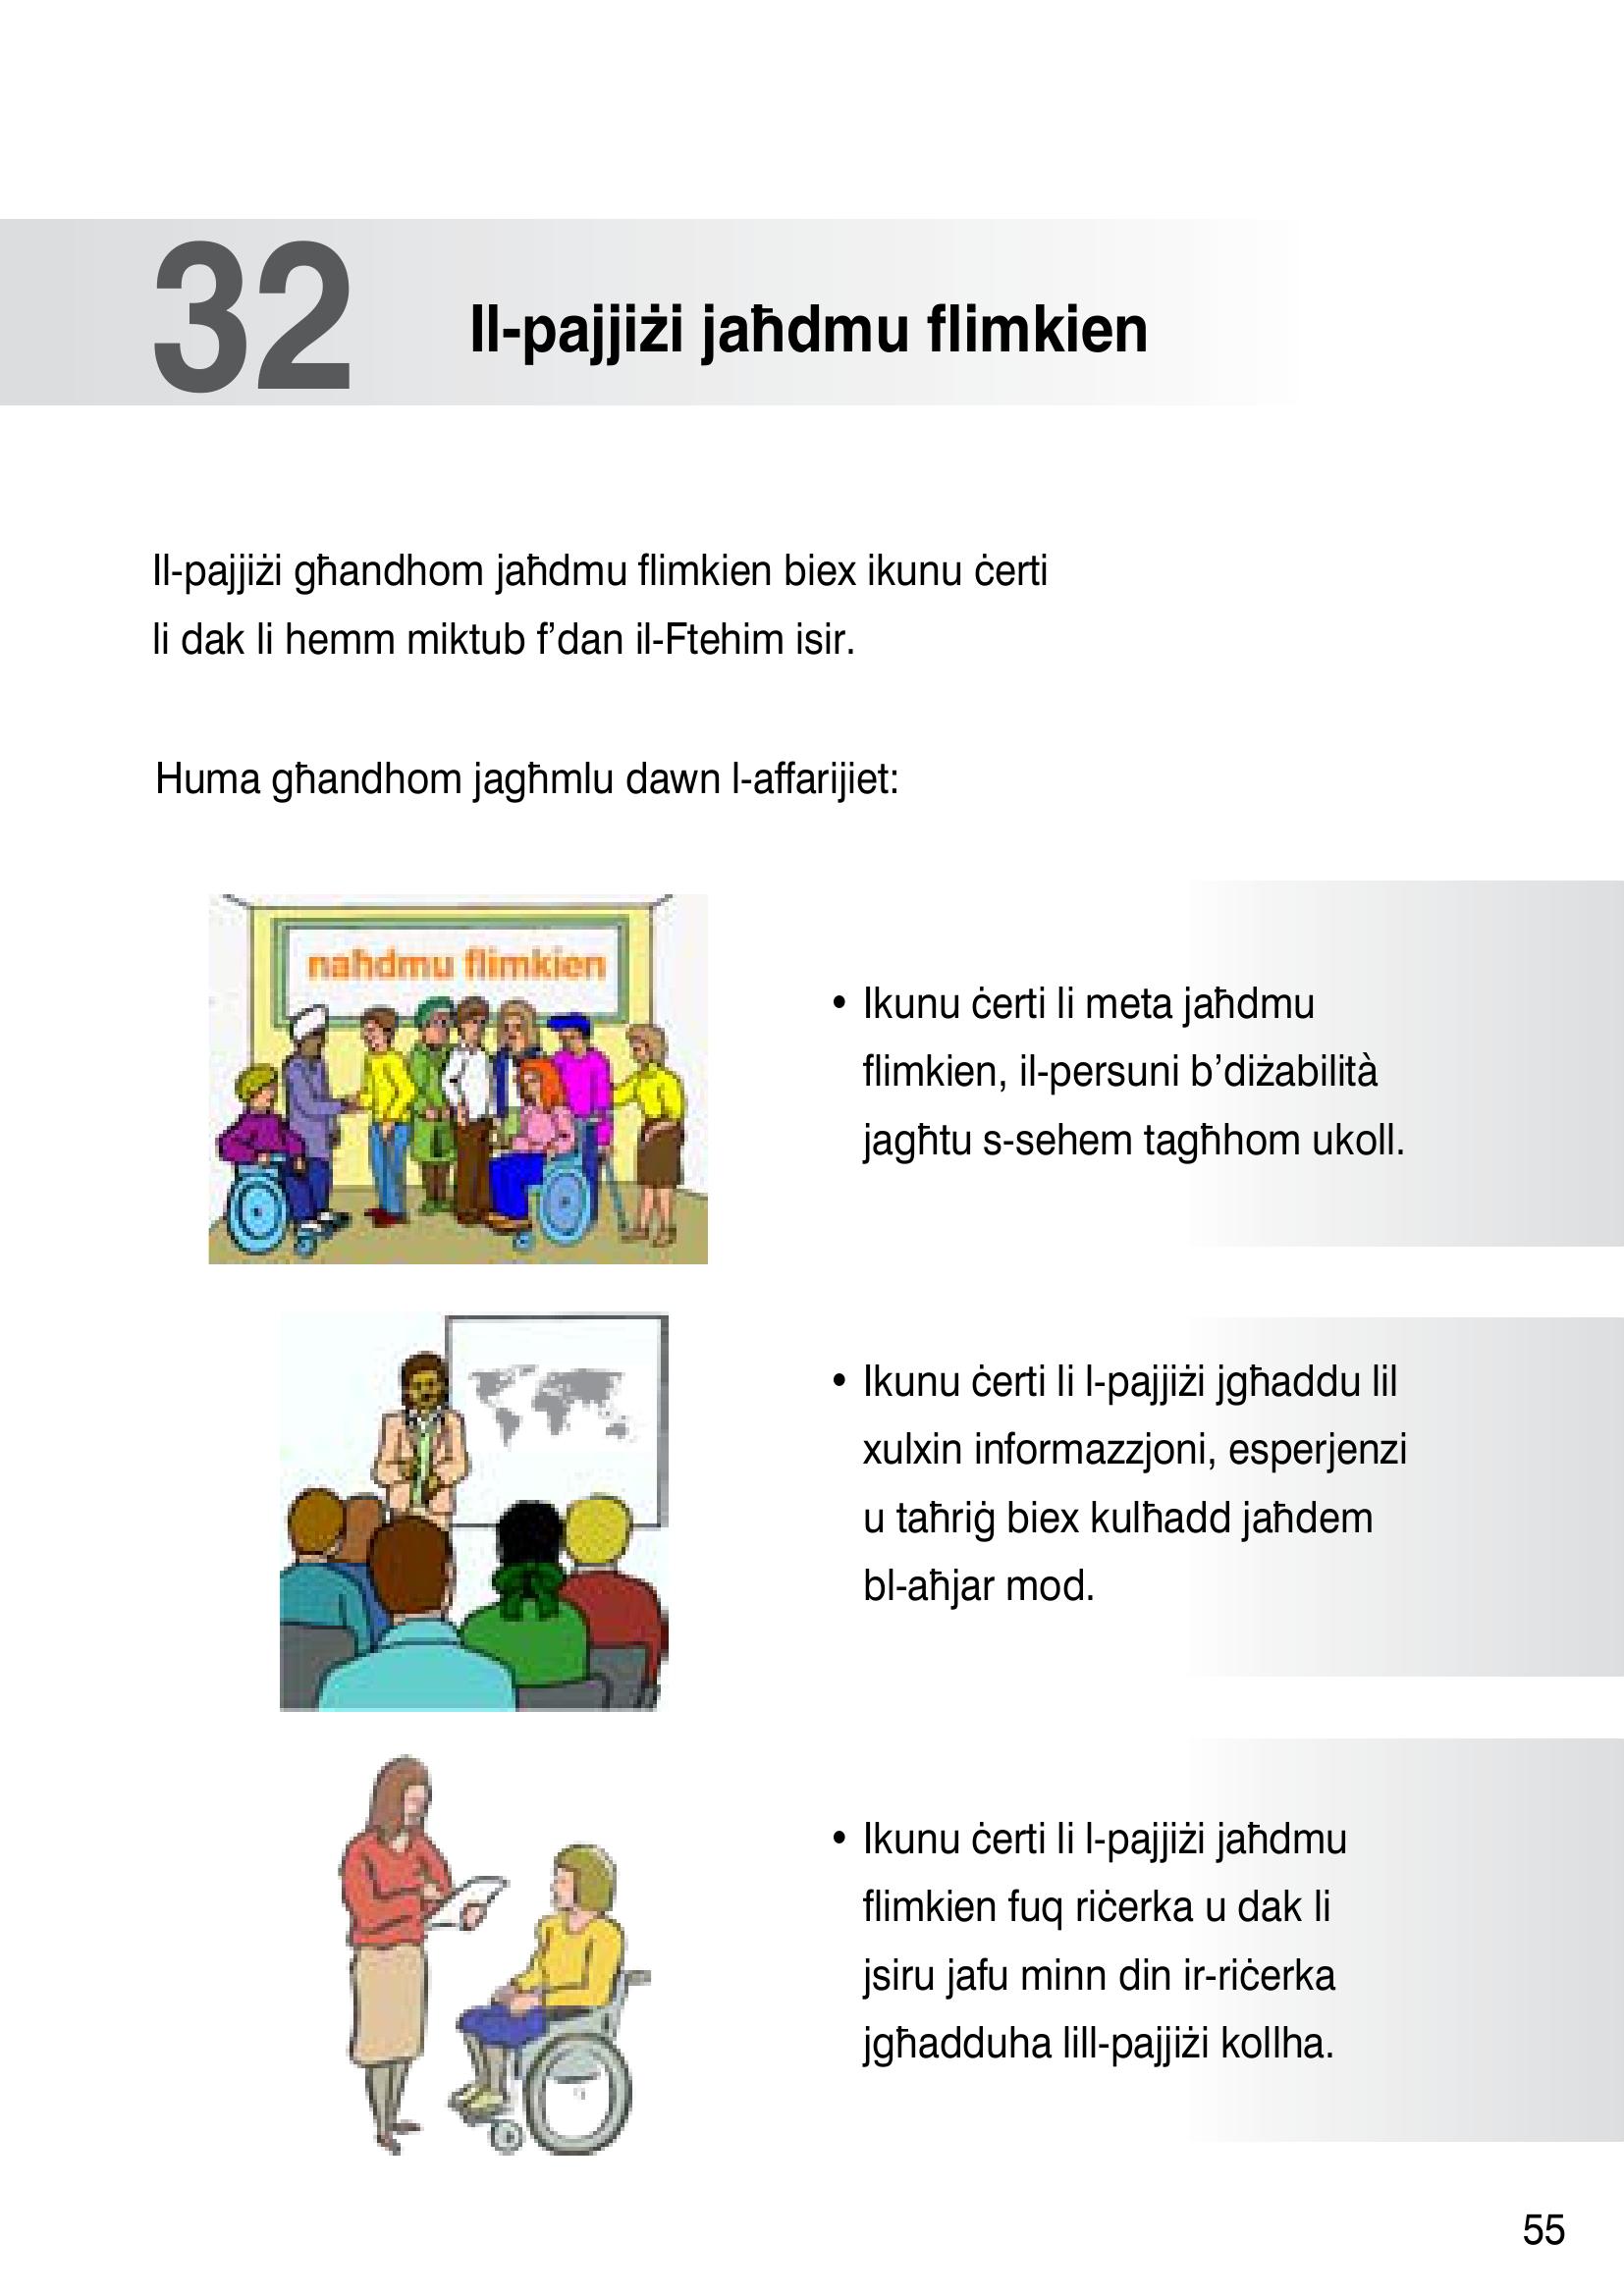 32
Il-pajjiżi jaħdmu flimkien
Il-pajjiżi għandhom jaħdmu flimkien biex ikunu ċerti
li dak li hemm miktub f’dan il-Ftehim isir.
Huma għandhom jagħmlu dawn l-affarijiet:
naħdmu flimkien
• Ikunu ċerti li meta jaħdmu
flimkien, il-persuni b’diżabilità
jagħtu s-sehem tagħhom ukoll.
• Ikunu ċerti li l-pajjiżi jgħaddu lil
xulxin informazzjoni, esperjenzi
u taħriġ biex kulħadd jaħdem
bl-aħjar mod.
• Ikunu ċerti li l-pajjiżi jaħdmu
flimkien fuq riċerka u dak li
jsiru jafu minn din ir-riċerka
jgħadduha lill-pajjiżi kollha.
55